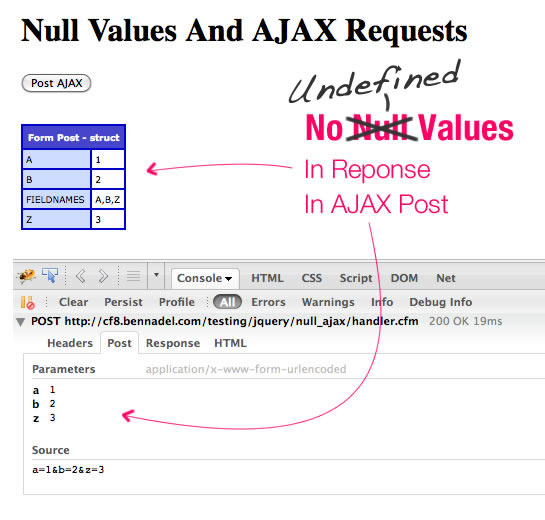 Null Values And AJAX Requests
Post AJAX
Undefined
No Null Values
In Reponse
In AJAX Post
Form Post - struct
A 1
B 2
FIELDNAMES A,B,Z
Z 3
Console HTML CSS Script DOM Net
Clear Persist Profile All Errors Warnings Info Debug Info
POST http://cf8.bennadel.com/testing/jquery/null_ajax/handler.cfm 200 OK 19ms
Headers Post Response HTML
Parameters application/x-www-form-urlencoded
a 1
b 2
z 3
Source
a=1&b=2&z=3